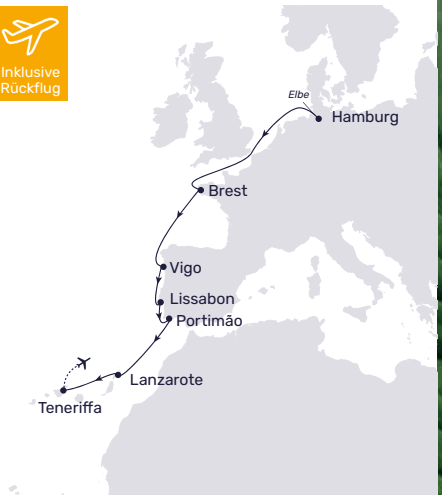 Inklusive
Rückflug
Elbe
Hamburg
Brest
Vigo
Lissabon
Portimão
Lanzarote
Teneriffa